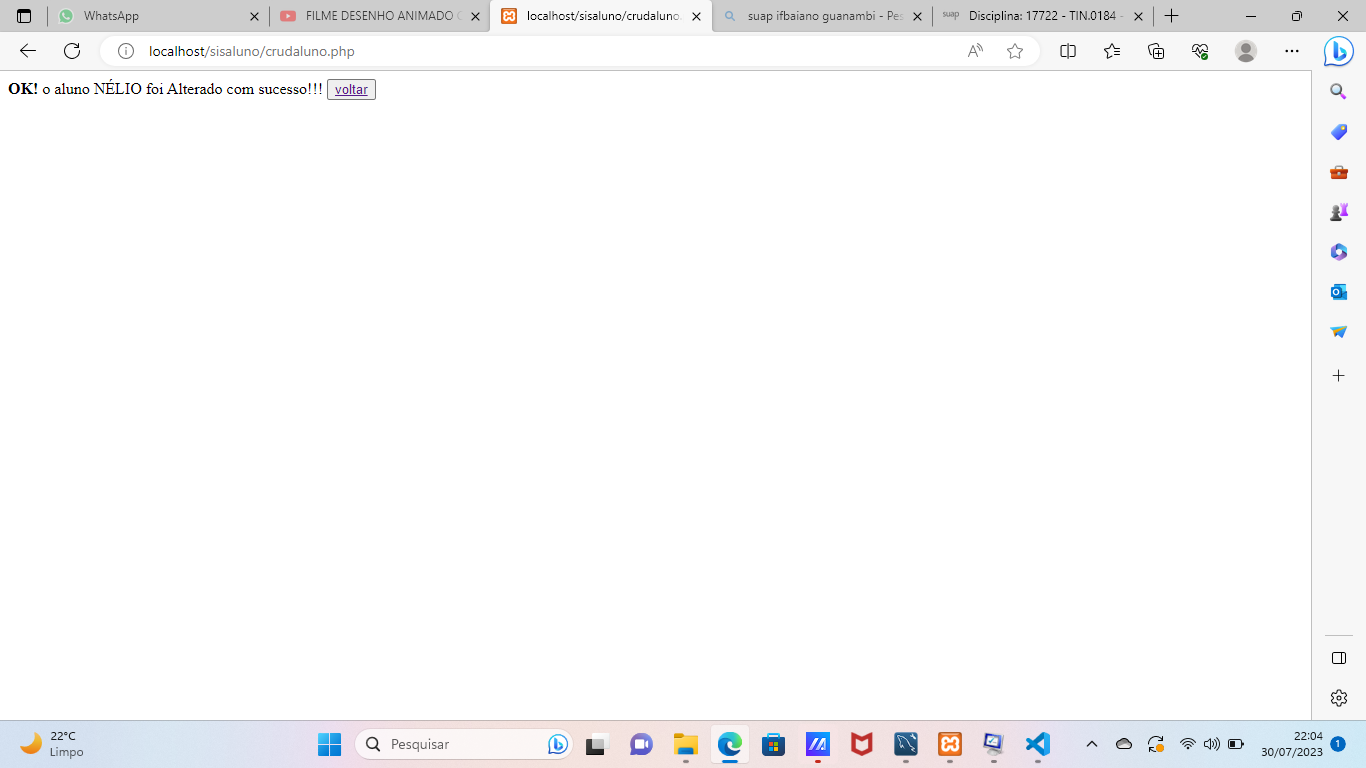 WhatsApp
FILME DESENHO ANIMADO
localhost/sisaluno/crudaluno.
suap ifbaiano guanambi - Pes
suap
Disciplina: 17722 - TIN.0184 -
localhost/sisaluno/crudaluno.php
OK! o aluno NÉLIO foi Alterado com sucesso!!! voltar
22°C
Limpo
Pesquisar
22:04
30/07/2023
1